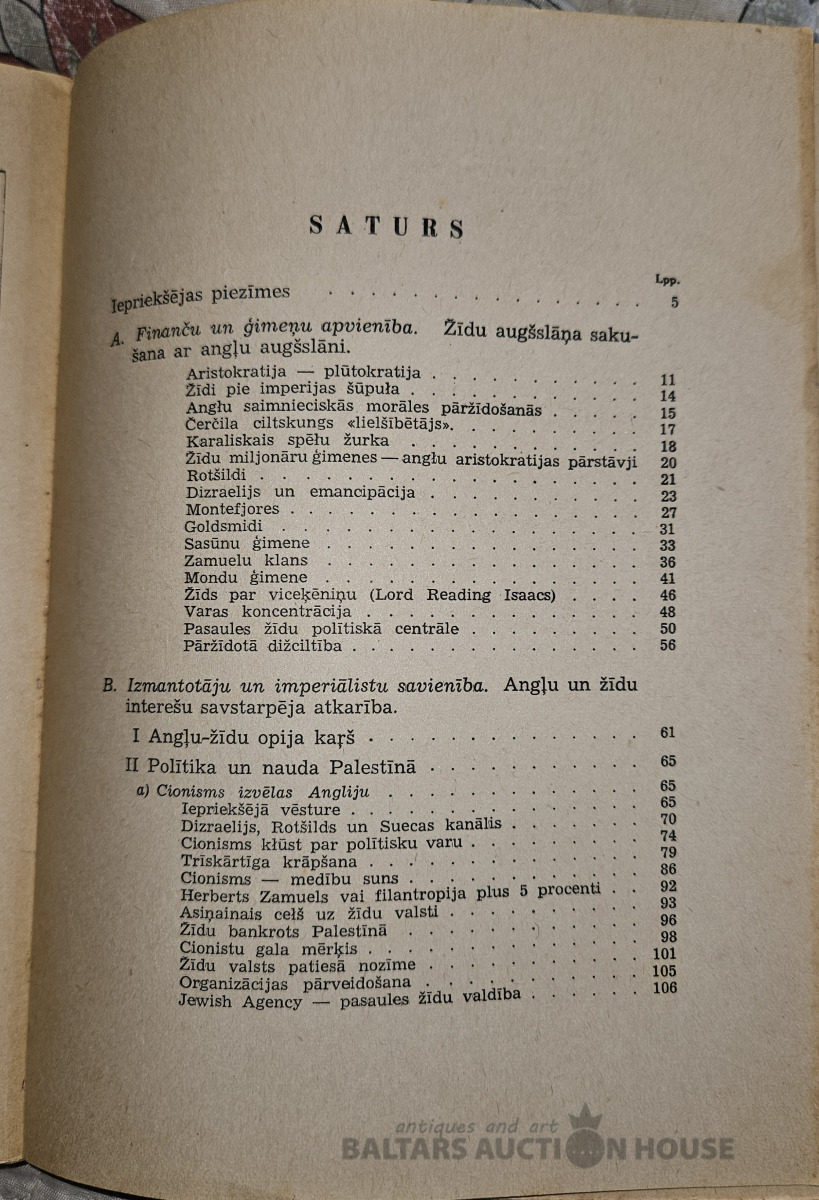 SATURS
Lpp.
Iepriekšējas piezīmes . . . . . . . . . . . . . . 5
A. Finanču un ģimeņu apvienība. Žīdu augšslāņa saku-
šana ar angļu augšslāni.
Aristokratija — plūtokratija . . . . . . . . . . 11
Žīdi pie imperijas šūpuļa . . . . . . . . . . . 14
Angļu saimnieciskās morāles pāržīdošanās . . . . . 15
Čerčila ciltskungs «lielšībētājs». . . . . . . . . . 17
Karaliskais spēļu žurka . . . . . . . . . . . 18
Žīdu miljonāru ģimenes — angļu aristokratijas pārstāvji 20
Rotšildi . . . . . . . . . . . . . . . . . . 21
Dizraelijs un emancipācija . . . . . . . . . . 23
Montefjores . . . . . . . . . . . . . . . . . 27
Goldsmidi . . . . . . . . . . . . . . . . . 31
Sasūnu ģimene . . . . . . . . . . . . . . . 33
Zamuelu klans . . . . . . . . . . . . . . . 36
Mondu ģimene . . . . . . . . . . . . . . . 41
Žīds par viceķēniņu (Lord Reading Isaacs) . . . . 46
Varas koncentrācija . . . . . . . . . . . . . 48
Pasaules žīdu polītiskā centrāle . . . . . . . . 50
Pāržīdotā dižciltība . . . . . . . . . . . . . . 56
B. Izmantotāju un imperiālistu savienība. Angļu un žīdu
interešu savstarpēja atkarība.
I Angļu-žīdu opija kaŗš . . . . . . . . . . . . 61
II Polītika un nauda Palestīnā . . . . . . . . . . 65
a) Cionisms izvēlas Angliju . . . . . . . . . . . 65
Iepriekšējā vēsture . . . . . . . . . . . . . 65
Dizraelijs, Rotšilds un Suecas kanālis . . . . . . 70
Cionisms kļūst par polītisku varu . . . . . . . . 74
Trīskārtīga krāpšana . . . . . . . . . . . . 79
Cionisms — medību suns . . . . . . . . . . . 86
Herberts Zamuels vai filantropija plus 5 procenti . . 92
Asiņainais ceļš uz žīdu valsti . . . . . . . . . 93
Žīdu bankrots Palestīnā . . . . . . . . . . . 96
Cionistu gala mērķis . . . . . . . . . . . . . 98
Žīdu valsts patiesā nozīme . . . . . . . . . . 101
Organizācijas pārveidošana . . . . . . . . . . 105
Jewish Agency — pasaules žīdu valdība . . . . . . 106
antiques and art
BALTARS AUCTION HOUSE